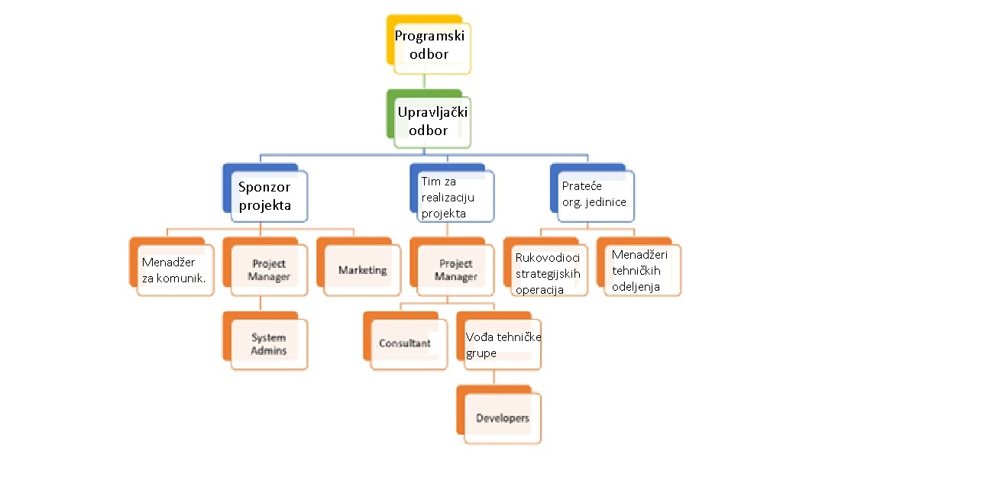 Programski
odbor
Upravljački
odbor
Sponzor
projekta
Tim za
realizaciju
projekta
Prateće
org. jedinice
Menadžer
za komunik.
Project
Manager
Marketing
Project
Manager
Rukovodioci
strategijskih
operacija
Menadžeri
tehničkih
odeljenja
System
Admins
Consultant
Vođa tehničke
grupe
Developers